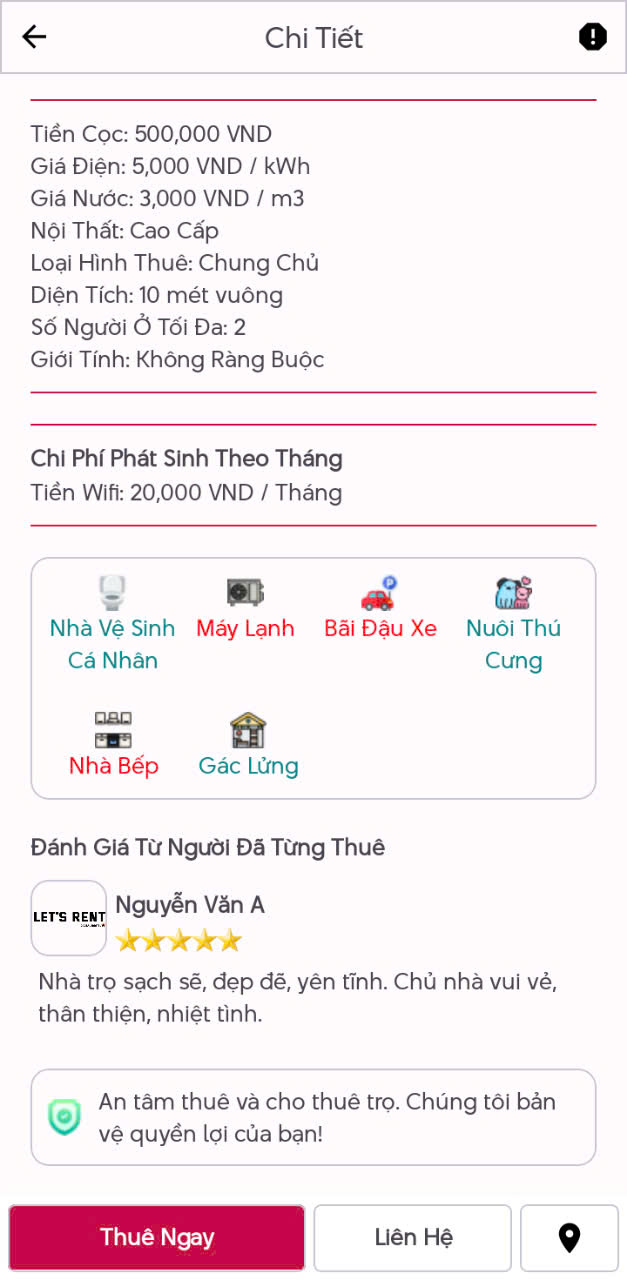 Chi Tiết
Tiền Cọc: 500,000 VND
Giá Điện: 5,000 VND / kWh
Giá Nước: 3,000 VND / m3
Nội Thất: Cao Cấp
Loại Hình Thuê: Chung Chủ
Diện Tích: 10 mét vuông
Số Người Ở Tối Đa: 2
Giới Tính: Không Ràng Buộc
Chi Phí Phát Sinh Theo Tháng
Tiền Wifi: 20,000 VND / Tháng
Nhà Vệ Sinh Cá Nhân
Máy Lạnh
P
Bãi Đậu Xe
Nuôi Thú Cưng
Nhà Bếp
Gác Lửng
Đánh Giá Từ Người Đã Từng Thuê
LET'S RENT
Nguyễn Văn A
Nhà trọ sạch sẽ, đẹp đẽ, yên tĩnh. Chủ nhà vui vẻ,
thân thiện, nhiệt tình.
An tâm thuê và cho thuê trọ. Chúng tôi bản
vệ quyền lợi của bạn!
Thuê Ngay
Liên Hệ